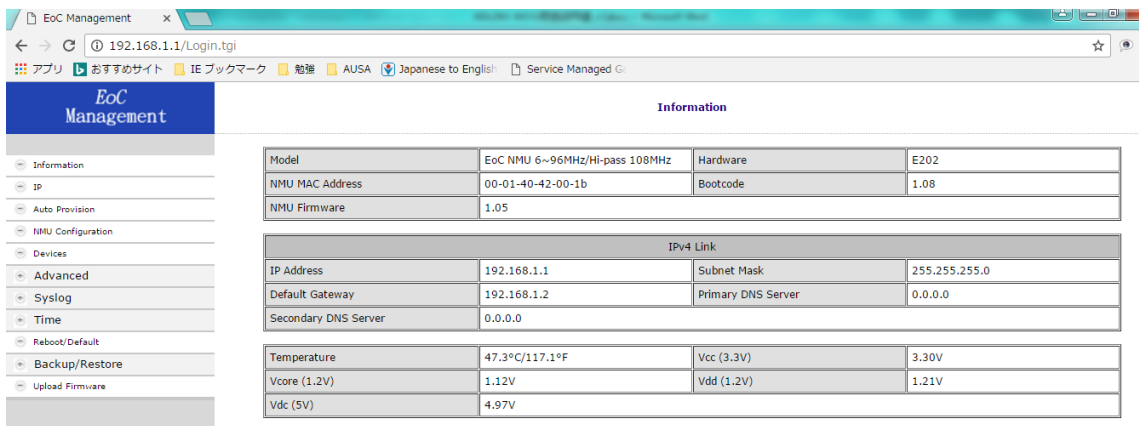 EoC Management
192.168.1.1/Login.tgi
アプリ おすすめサイト IE ブックマーク 勉強 AUSA Japanese to English Service Managed
EoC
Management
Information
IP
Auto Provision
NMU Configuration
Devices
Advanced
Syslog
Time
Reboot/Default
Backup/Restore
Upload Firmware
Information
Model EoC NMU 6~96MHz/Hi-pass 108MHz Hardware E202
NMU MAC Address 00-01-40-42-00-1b Bootcode 1.08
NMU Firmware 1.05
IPv4 Link
IP Address 192.168.1.1 Subnet Mask 255.255.255.0
Default Gateway 192.168.1.2 Primary DNS Server 0.0.0.0
Secondary DNS Server 0.0.0.0
Temperature 47.3°C/117.1°F Vcc (3.3V) 3.30V
Vcore (1.2V) 1.12V Vdd (1.2V) 1.21V
Vdc (5V) 4.97V